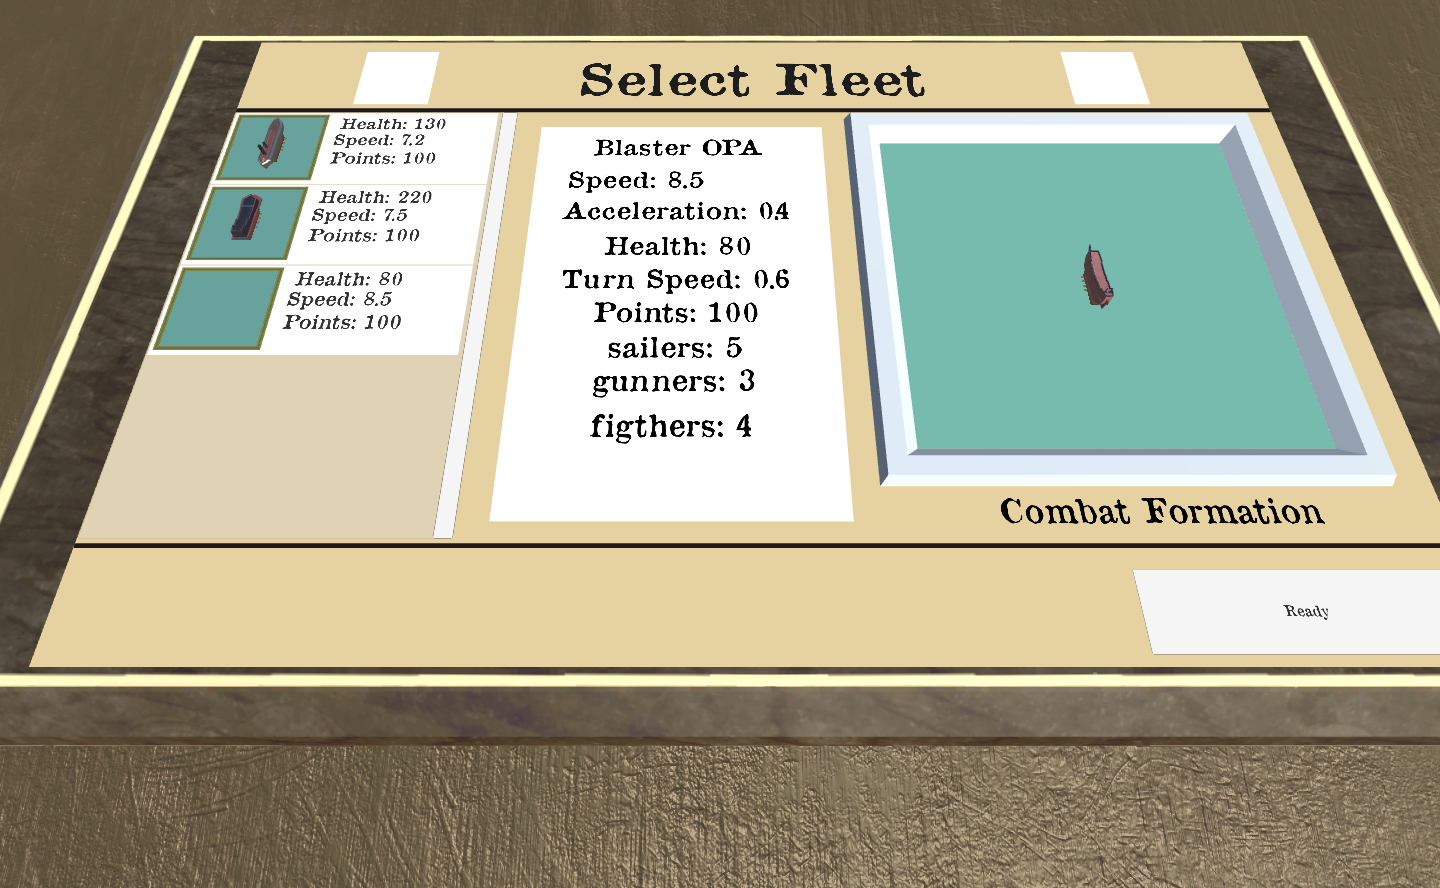 Select Fleet
Health: 130
Speed: 7.2
Points: 100
Health: 220
Speed: 7.5
Points: 100
Health: 80
Speed: 8.5
Points: 100
Blaster OPA
Speed: 8.5
Acceleration: 0.4
Health: 80
Turn Speed: 0.6
Points: 100
sailers: 5
gunners: 3
figthers: 4
Combat Formation
Ready